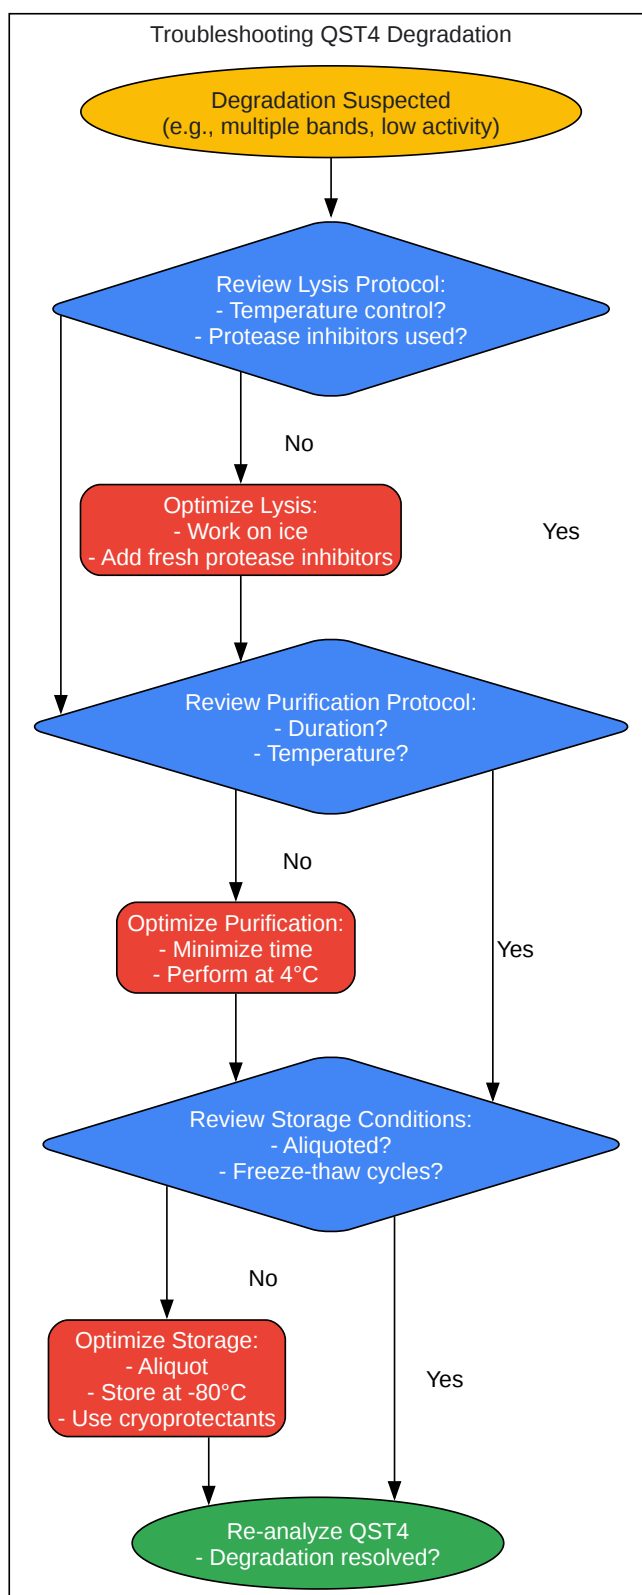 Troubleshooting QST4 Degradation
Degradation Suspected
(e.g., multiple bands, low activity)
Review Lysis Protocol:
- Temperature control?
- Protease inhibitors used?
No
Optimize Lysis:
- Work on ice
- Add fresh protease inhibitors
Yes
Review Purification Protocol:
- Duration?
- Temperature?
No
Optimize Purification:
- Minimize time
- Perform at 4°C
Yes
Review Storage Conditions:
- Aliquoted?
- Freeze-thaw cycles?
No
Optimize Storage:
- Aliquot
- Store at -80°C
- Use cryoprotectants
Yes
Re-analyze QST4
- Degradation resolved?